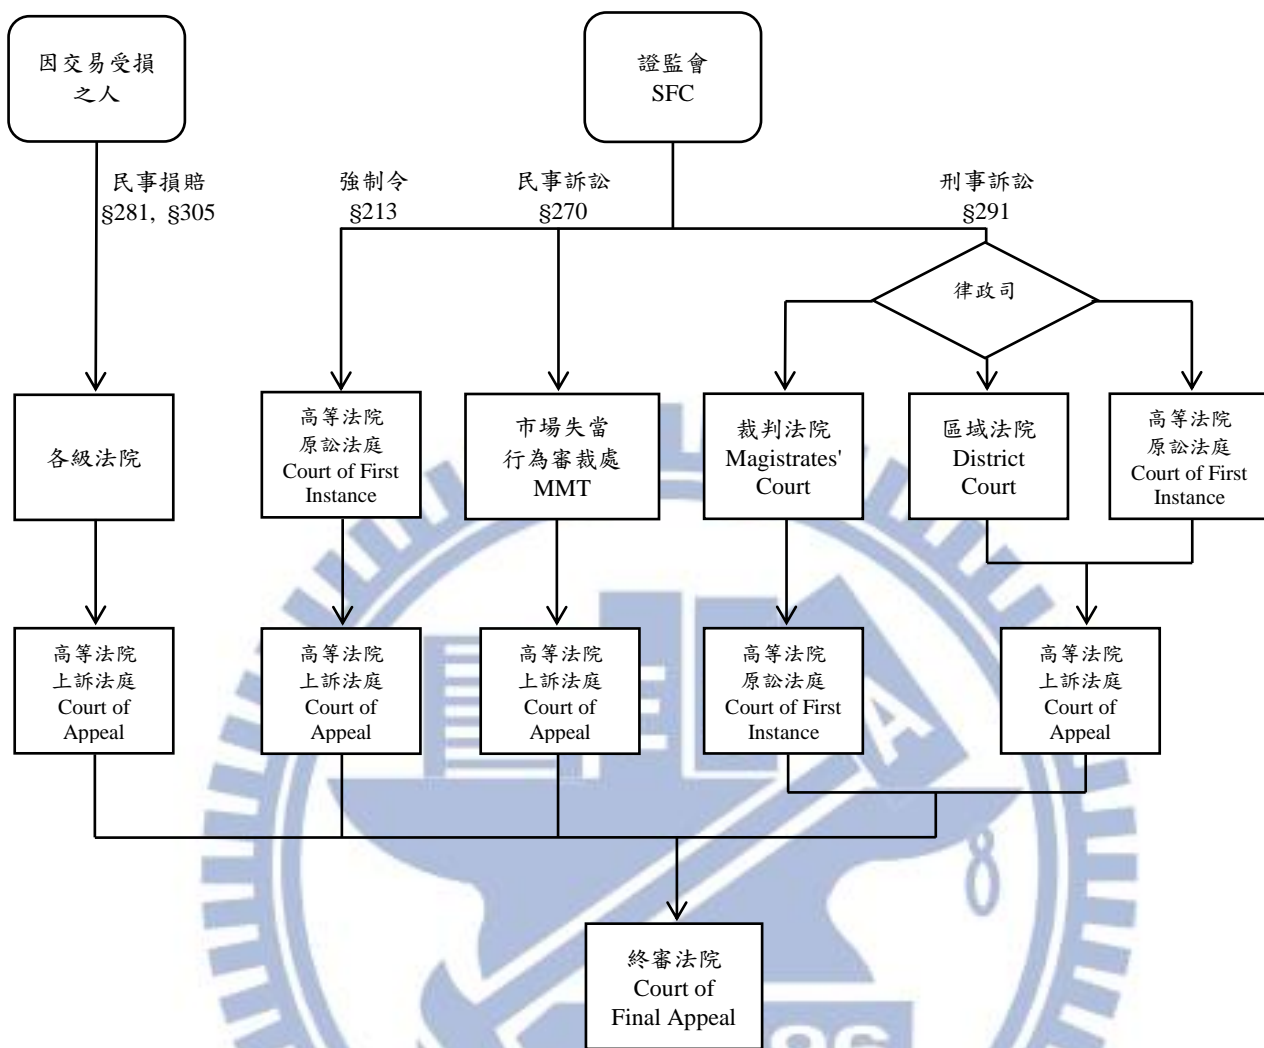 因交易受損
之人
證監會
SFC
民事損賠
§281, §305
強制令
§213
民事訴訟
§270
刑事訴訟
§291
律政司
各級法院
高等法院
原訟法庭
Court of First
Instance
市場失當
行為審裁處
MMT
裁判法院
Magistrates'
Court
區域法院
District
Court
高等法院
原訟法庭
Court of First
Instance
高等法院
上訴法庭
Court of
Appeal
高等法院
上訴法庭
Court of
Appeal
高等法院
上訴法庭
Court of
Appeal
高等法院
原訟法庭
Court of First
Instance
高等法院
上訴法庭
Court of
Appeal
終審法院
Court of
Final Appeal